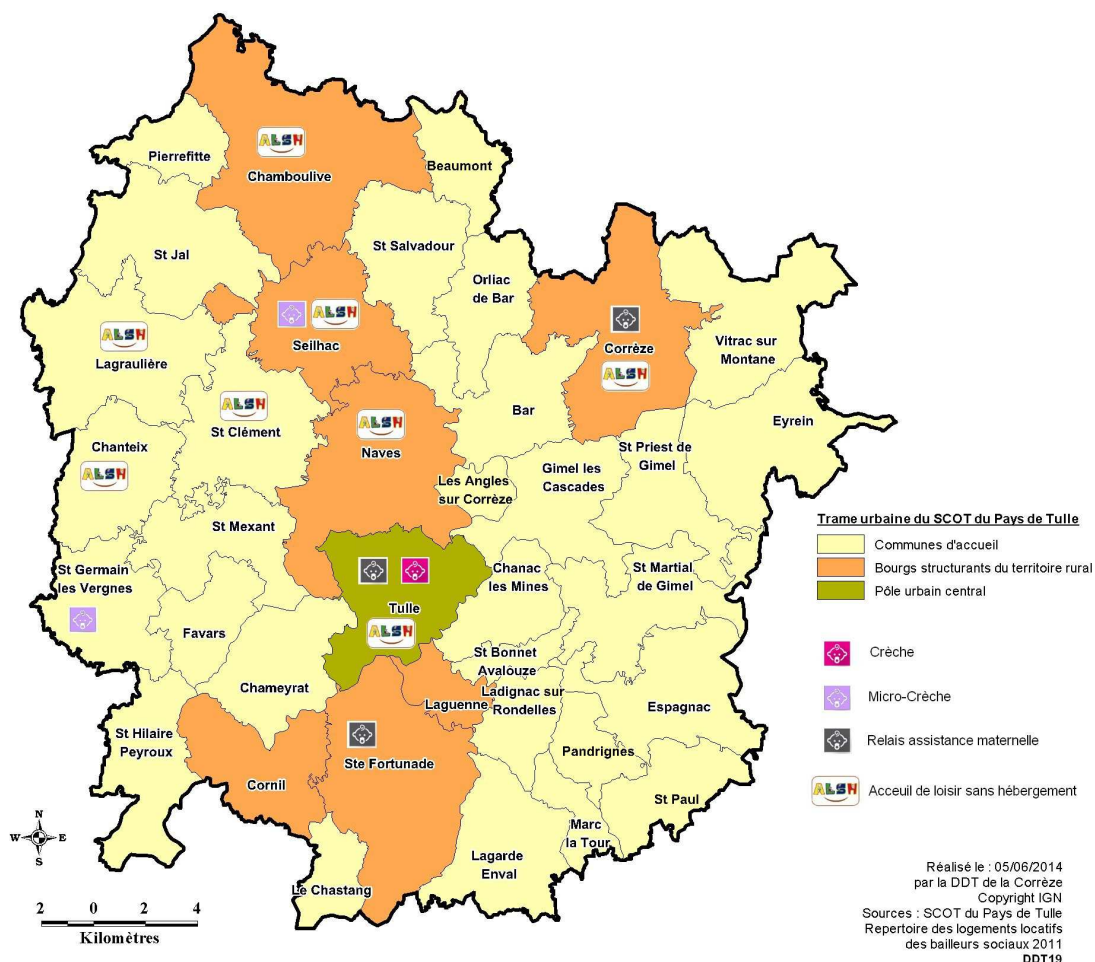 Pierrefitte
ALSH
Chamboulive
Beaumont
St Jal
St Salvadour
Orliac
de Bar
ALSH
Seilhac
Corrèze
ALSH
Vitrac sur
Montane
ALSH
Lagraulière
ALSH
St Clément
ALSH
Naves
Bar
Eyrein
Chanteix
ALSH
St Priest de
Gimel
Gimel les
Cascades
Les Angles
sur Corrèze
St Mexant
St Germain
les Vergnes
Chanac
les Mines
St Martial
de Gimel
Tulle
ALSH
Favars
St Bonnet
Avaloûze
Chameyrat
Laguenne
Ladignac sur
Rondelles
Espagnac
St Hilaire
Peyroux
Ste Fortunade
Pandrignes
Cornil
St Paul
Marc
la Tour
Lagarde
Enval
Le Chastang
Trame urbaine du SCOT du Pays de Tulle
Communes d'accueil
Bourgs structurants du territoire rural
Pôle urbain central
Crèche
Micro-Crèche
Relais assistance maternelle
ALSH Acceuil de loisir sans hébergement
N
W E
S
2 0 2 4
Kilomètres
Réalisé le : 05/06/2014
par la DDT de la Corrèze
Copyright IGN
Sources : SCOT du Pays de Tulle
Repertoire des logements locatifs
des bailleurs sociaux 2011
DDT19